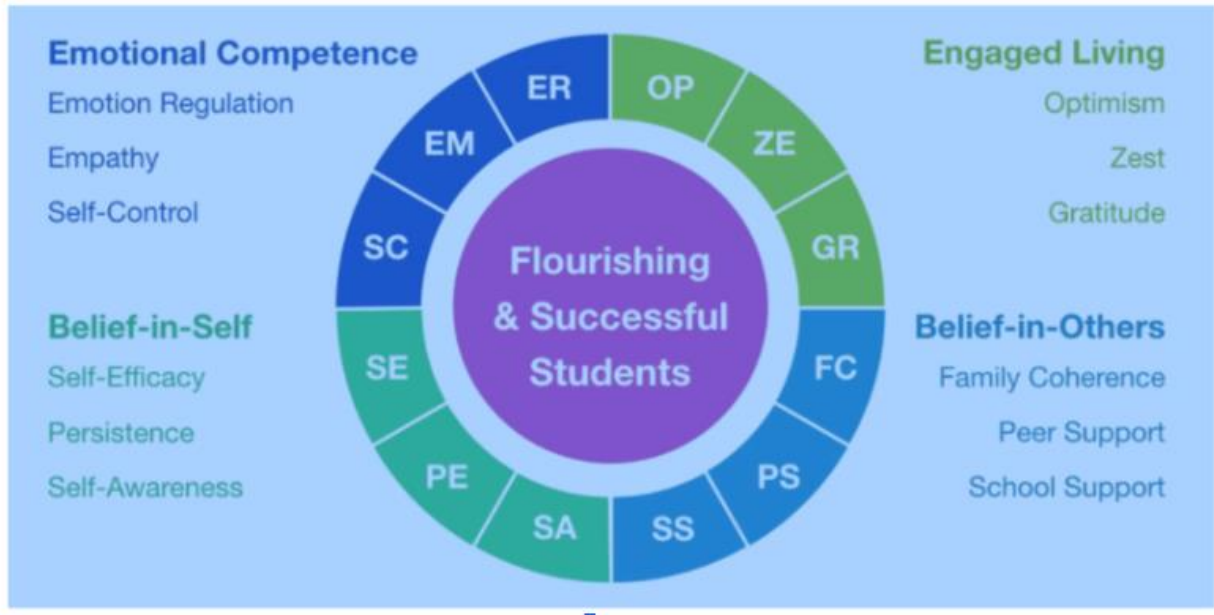 Emotional Competence
Emotion Regulation
Empathy
Self-Control
Belief-in-Self
Self-Efficacy
Persistence
Self-Awareness
ER
EM
SC
SE
PE
SA
OP
ZE
GR
FC
PS
SS
Flourishing
& Successful
Students
Engaged Living
Optimism
Zest
Gratitude
Belief-in-Others
Family Coherence
Peer Support
School Support